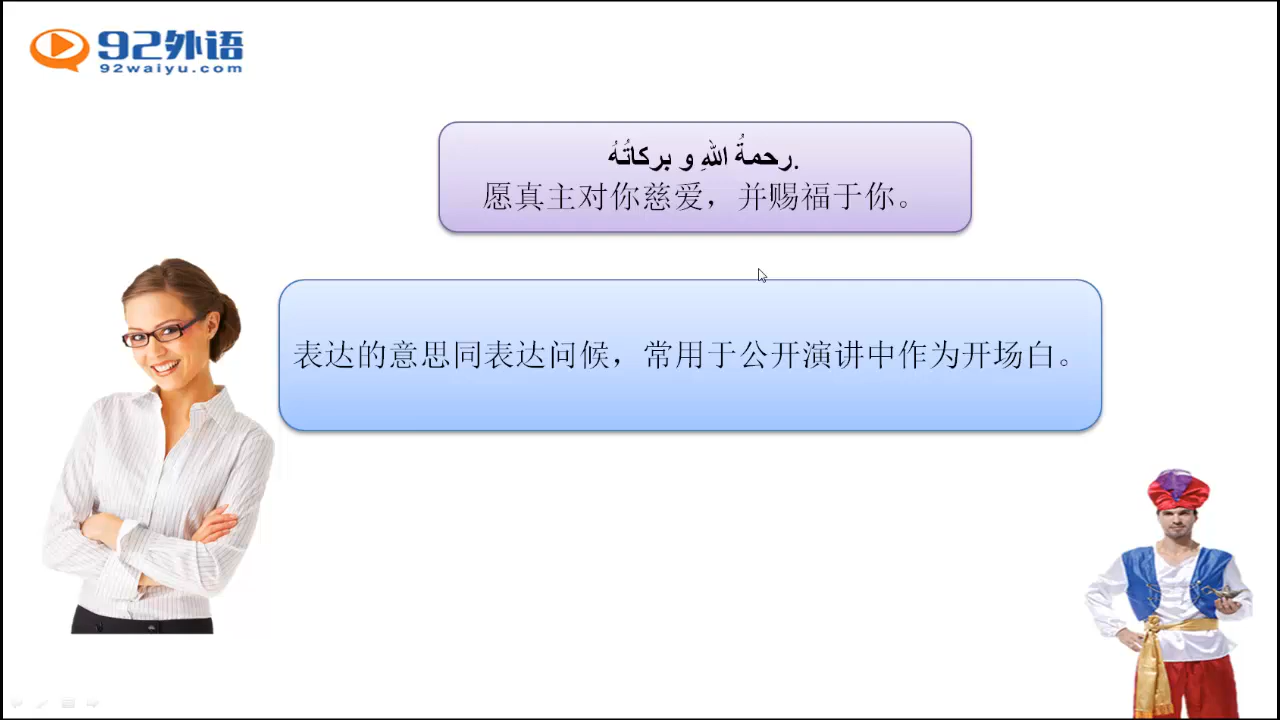 92外语
92waiyu.com
رحمةُ اللهِ و بركاتُهُ.
愿真主对你慈爱，并赐福于你。
表达的意思同表达问候，常用于公开演讲中作为开场白。